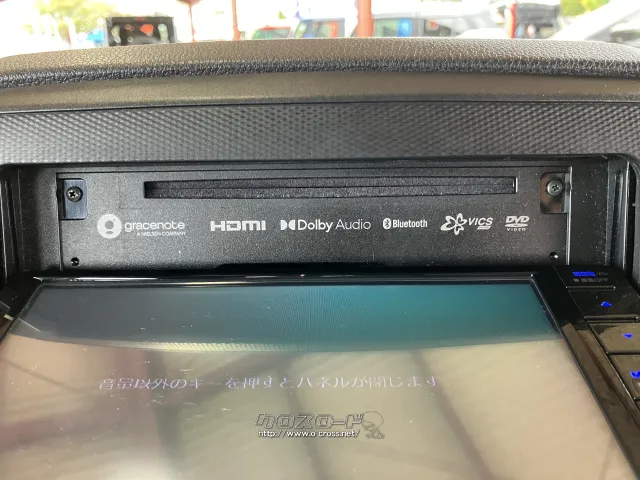 gracenote HDMI Dolby Audio Bluetooth VICS DVD
A NIELSEN COMPANY VIDEO
音量以外のキーを押すとパネルが閉じます
クロスロード
http://www.o-cross.net/